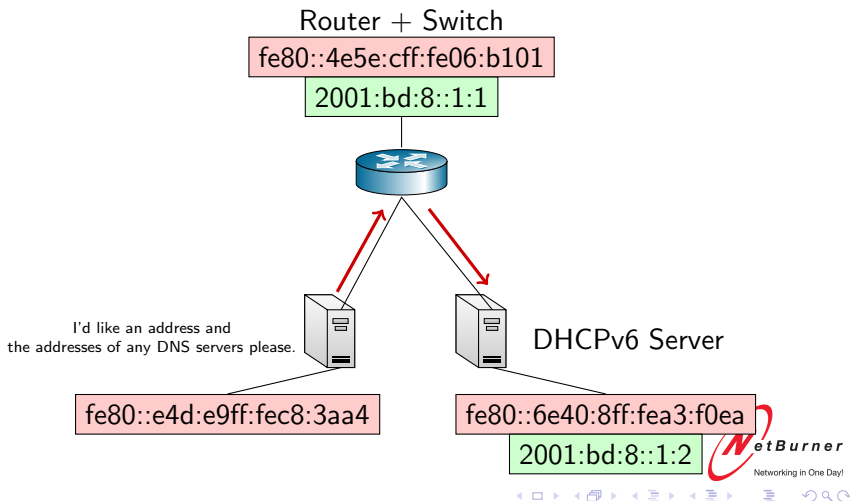 Router + Switch
fe80::4e5e:cff:fe06:b101
2001:bd:8::1:1
I'd like an address and
the addresses of any DNS servers please.
DHCPv6 Server
fe80::e4d:e9ff:fec8:3aa4
fe80::6e40:8ff:fea3:f0ea
2001:bd:8::1:2
NetBurner
Networking in One Day!